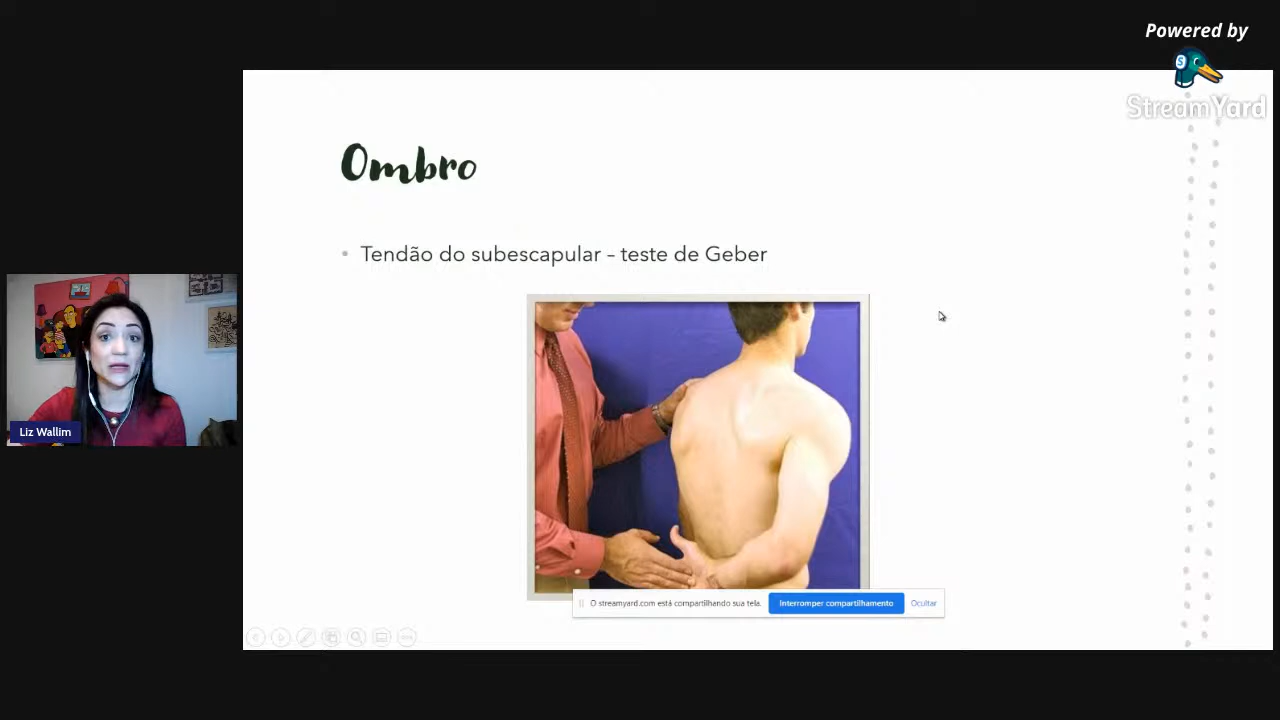 Powered by
StreamYard
Ombro
• Tendão do subescapular - teste de Geber
Liz Wallim
O streamyard.com está compartilhando sua tela.
Interromper compartilhamento
Ocultar